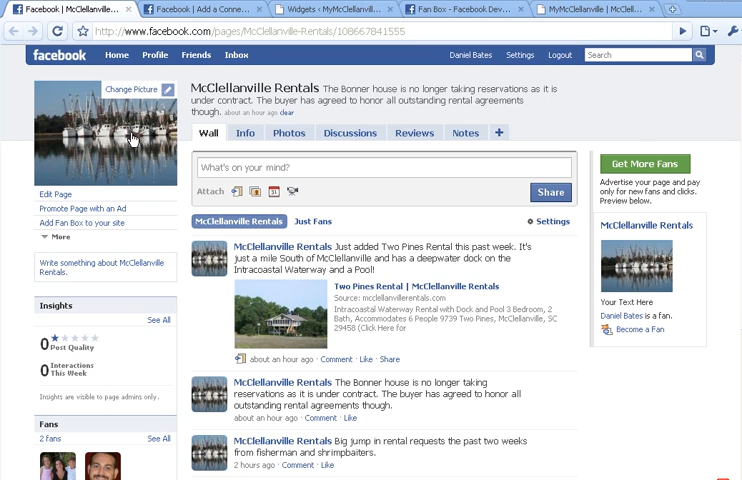 Facebook | McClellanville...
Facebook | Add a Conne...
Widgets ‹ MyMcClellanvill...
Fan Box - Facebook Dev...
MyMcClellanville | McClell...
http://www.facebook.com/pages/McClellanville-Rentals/108667841555
facebook Home Profile Friends Inbox Daniel Bates Settings Logout Search
Change Picture
McClellanville Rentals The Bonner house is no longer taking reservations as it is
under contract. The buyer has agreed to honor all outstanding rental agreements
though. about an hour ago clear
Wall Info Photos Discussions Reviews Notes +
What's on your mind?
Attach 31 Share
McClellanville Rentals Just Fans Settings
Edit Page
Promote Page with an Ad
Add Fan Box to your site
More
Write something about McClellanville
Rentals.
Insights
See All
0 Post Quality
0 Interactions
This Week
Insights are visible to page admins only.
Fans
2 fans See All
McClellanville Rentals Just added Two Pines Rental this past week. It's
just a mile South of McClellanville and has a deepwater dock on the
Intracoastal Waterway and a Pool!
Two Pines Rental | McClellanville Rentals
Source: mcclellanvillerentals.com
Intracoastal Waterway Rental with Dock and Pool 3 Bedroom, 2
Bath, Accommodates 6 People 9739 Two Pines, McClellanville, SC
29458 (Click Here for
about an hour ago · Comment · Like · Share
McClellanville Rentals The Bonner house is no longer taking
reservations as it is under contract. The buyer has agreed to honor all
outstanding rental agreements though.
about an hour ago · Comment · Like
McClellanville Rentals Big jump in rental requests the past two weeks
from fisherman and shrimpbaiters.
2 hours ago · Comment · Like
Get More Fans
Advertise your page and pay
only for new fans and clicks.
Preview below.
McClellanville Rentals
Your Text Here
Daniel Bates is a fan.
Become a Fan